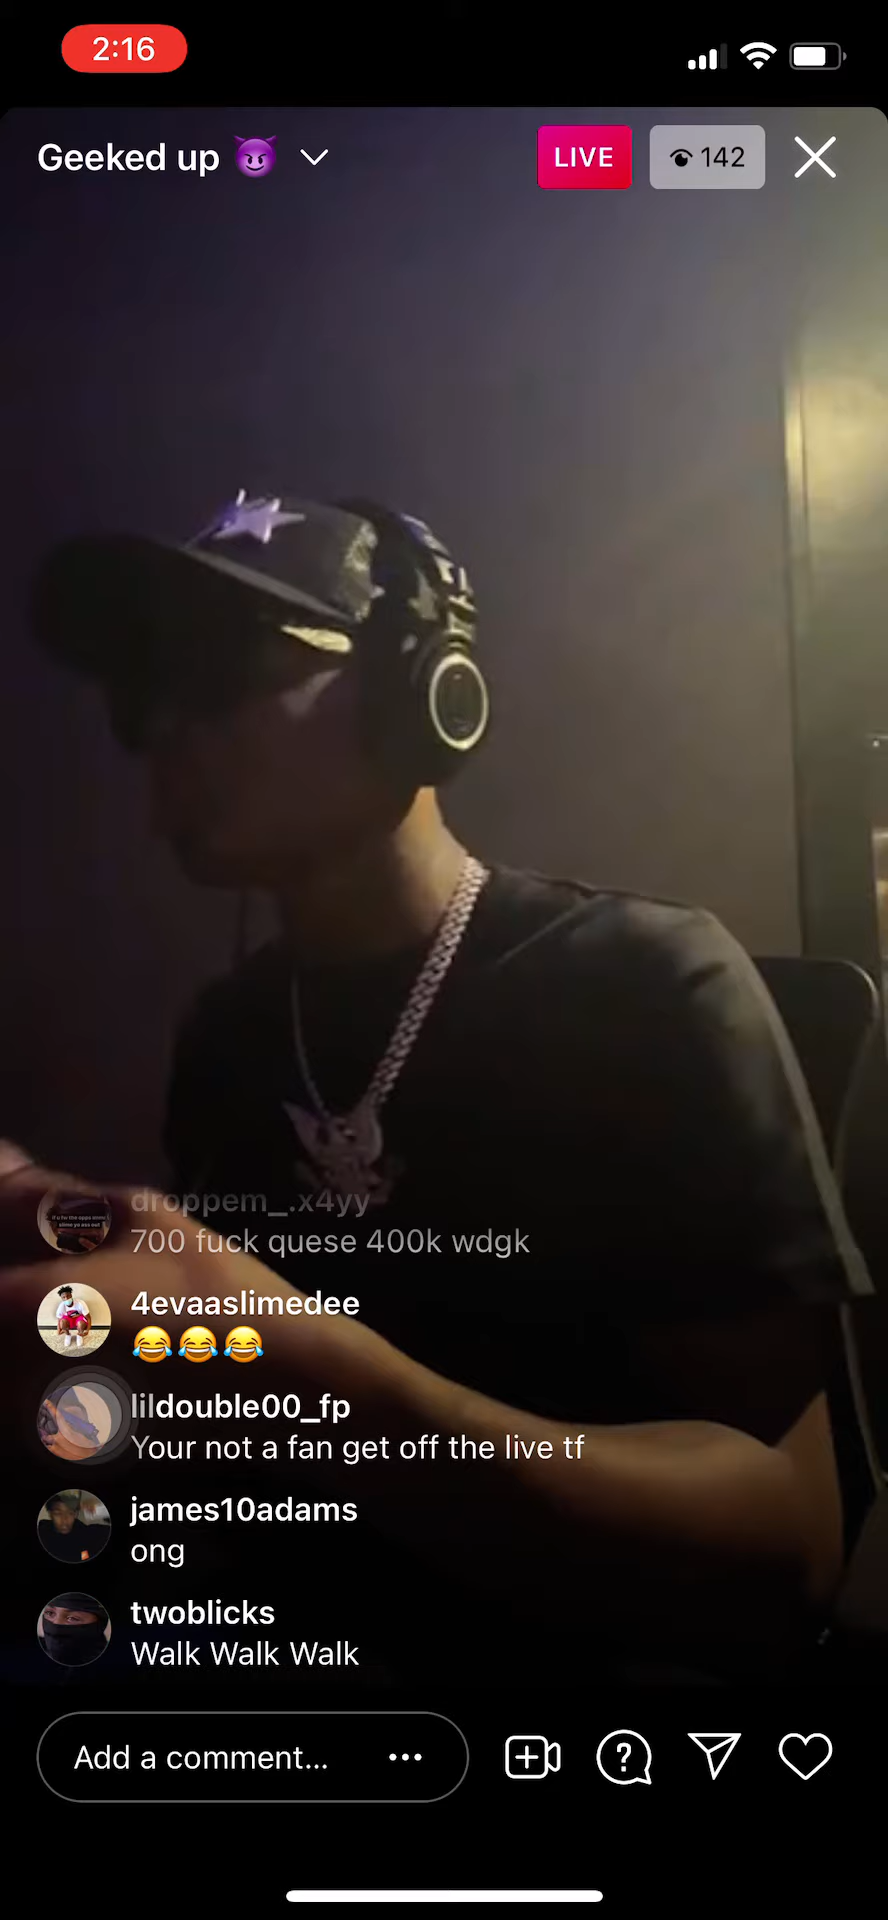 2:16
Geeked up 😈
LIVE
142
droppem_.x4yy
700 fuck quese 400k wdgk
4evaaslimedee
😂😂😂
lildouble00_fp
Your not a fan get off the live tf
james10adams
ong
twoblicks
Walk Walk Walk
Add a comment...